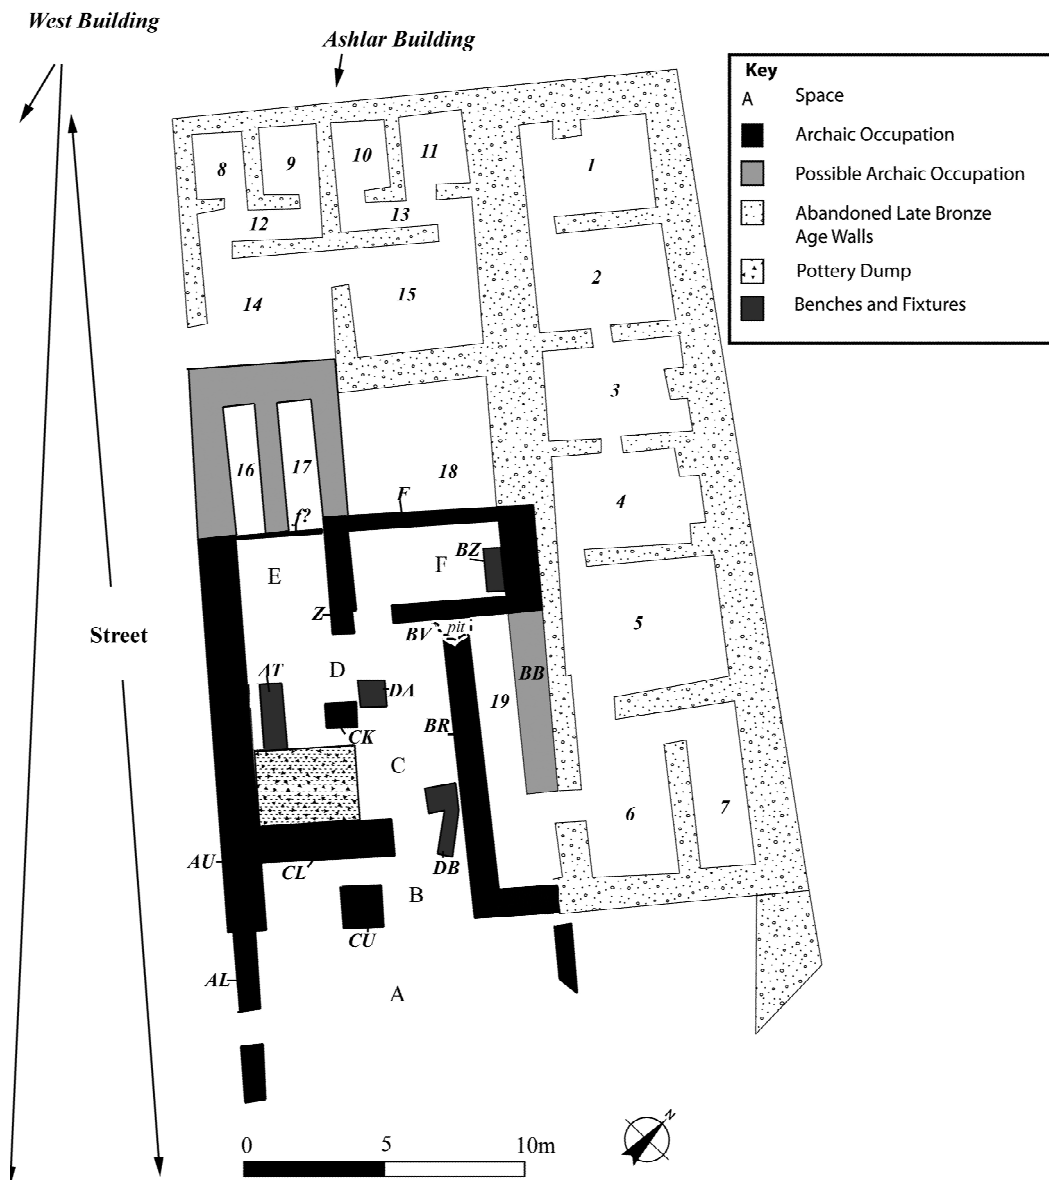 West Building
Ashlar Building
Key
A Space
Archaic Occupation
Possible Archaic Occupation
Abandoned Late Bronze
Age Walls
Pottery Dump
Benches and Fixtures
8
9
10
11
1
12
13
14
15
2
3
16
17
18
4
f?
F
E
F
BZ
Z
BV
pit
5
D
AT
DA
BB
19
CK
BR
C
6
7
AU
CL
DB
B
CU
AL
A
Street
N
0 5 10m